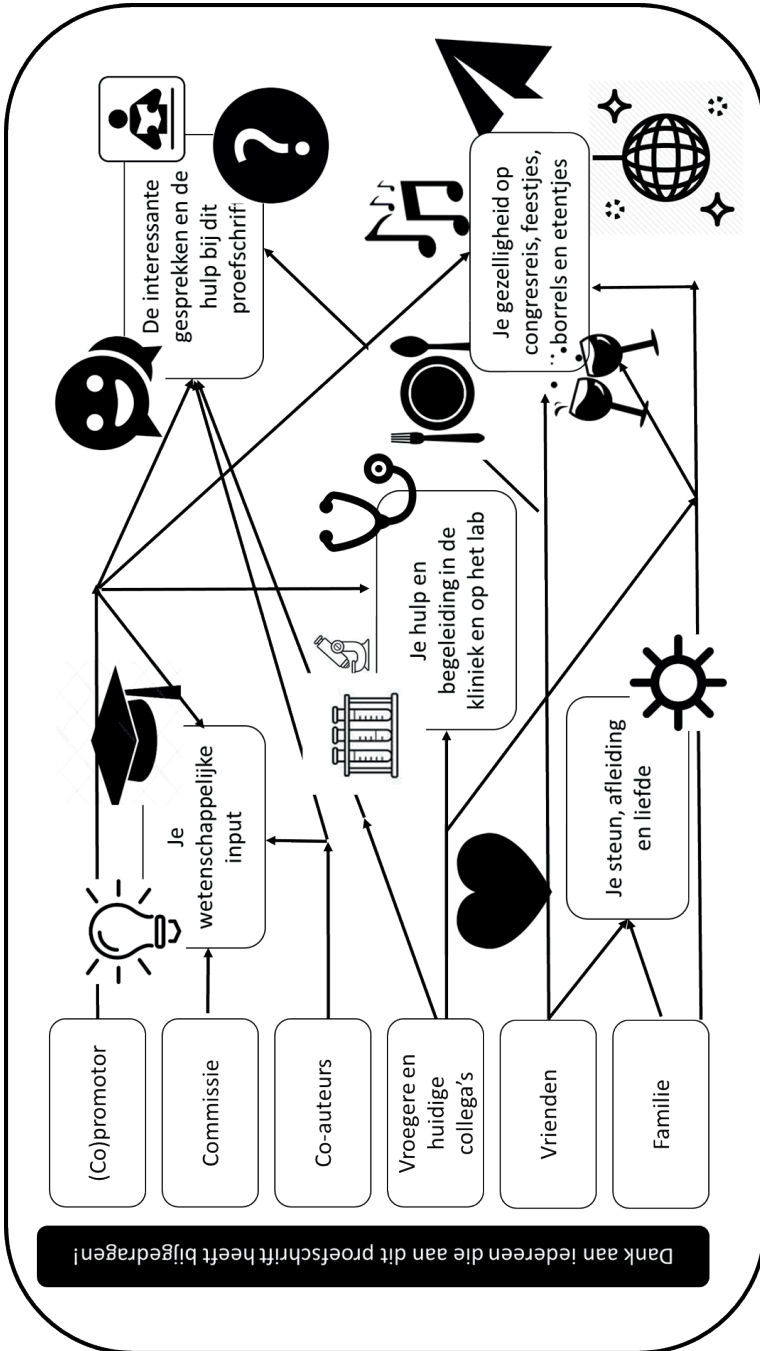 Dank aan iedereen die aan dit proefschrift heeft bijgedragen!
(Co)promotor
Commissie
Co-auteurs
Vroegere en
huidige
collega's
Vrienden
Familie
Je
wetenschappelijke
input
Je steun, afleiding
en liefde
Je hulp en
begeleiding in de
kliniek en op het lab
De interessante
gesprekken en de
hulp bij dit
proefschrift
?
Je gezelligheid op
congresreis, feestjes,
borrels en etentjes